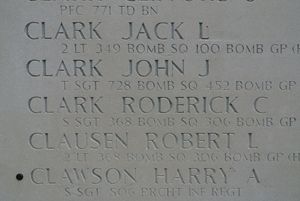 PFC 771 TD BN
CLARK JACK L
2 LT 349 BOMB SQ 100 BOMB GP (H
CLARK JOHN J
T SGT 728 BOMB SQ 452 BOMB GP
CLARK RODERICK C
S SGT 368 BOMB SQ 306 BOMB GP
CLAUSEN ROBERT L
2 LT 368 BOMB SQ 306 BOMB GP (H
• CLAWSON HARRY A
S SGT 506 PRCHT INF REGT